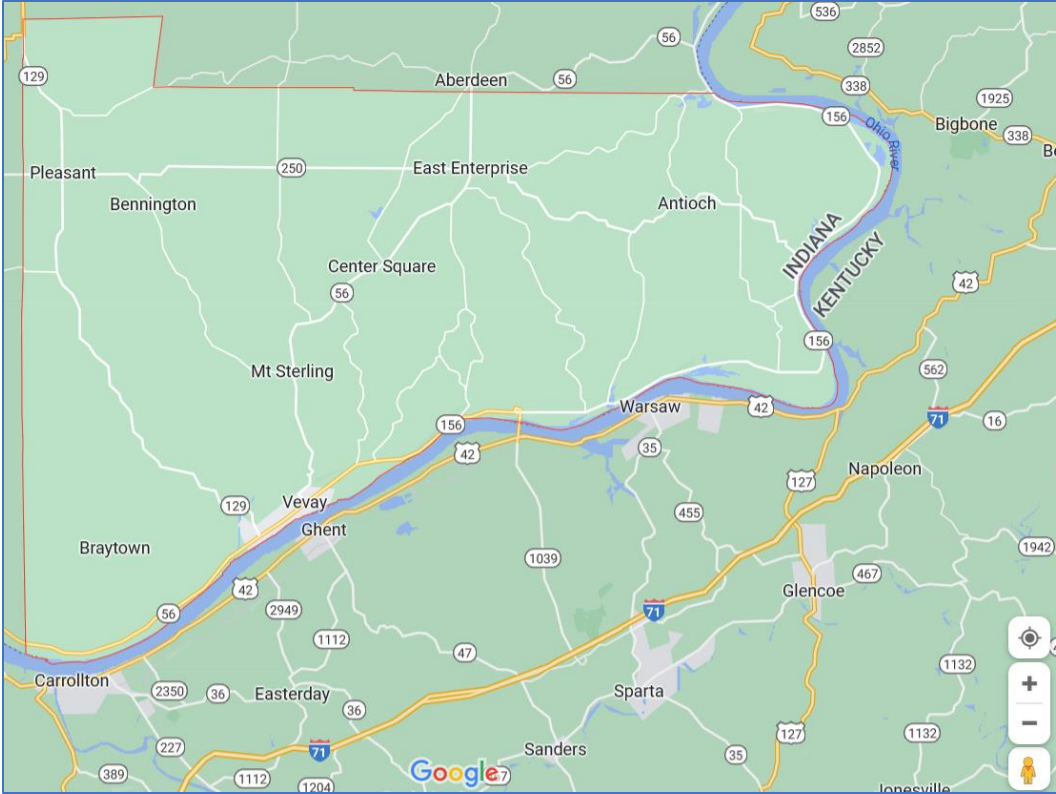 536
56
2852
129
Aberdeen
56
338
1925
156
Bigbone
Ohio River
338
Pleasant
250
East Enterprise
Bennington
Antioch
INDIANA
Center Square
KENTUCKY
42
56
156
Mt Sterling
562
Warsaw
42
71
156
16
35
42
Napoleon
127
Vevay
129
455
Ghent
Braytown
1039
1942
467
42
Glencoe
2949
71
56
1112
47
1132
Carrollton
2350
36
Easterday
Sparta
36
127
1132
227
71
Sanders
35
389
1112
1204
Google
Jonesville